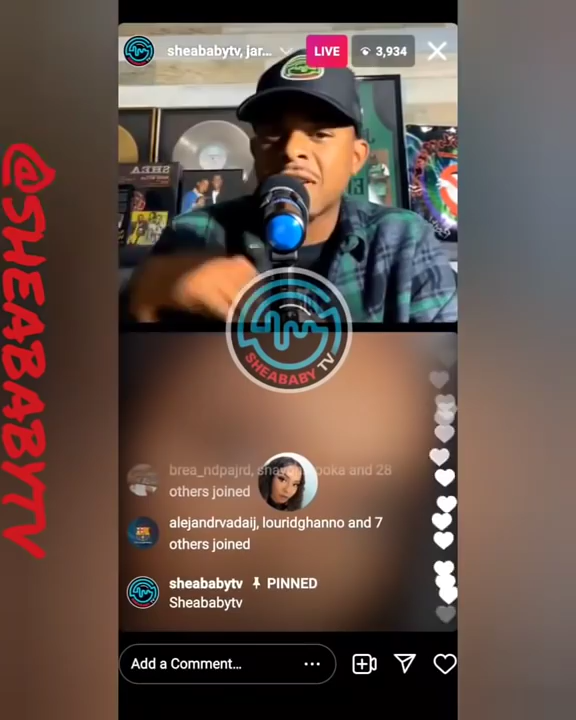 sheababytv, jar...
LIVE
3,934
SHEA
@SHEABABYTV
SHEABABY TV
others joined
alejandrvadaij, louridghanno and 7
others joined
sheababytv PINNED
Sheababytv
Add a Comment...